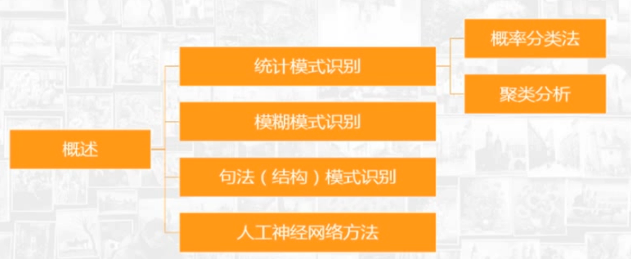 概述
统计模式识别
概率分类法
聚类分析
模糊模式识别
句法（结构）模式识别
人工神经网络方法